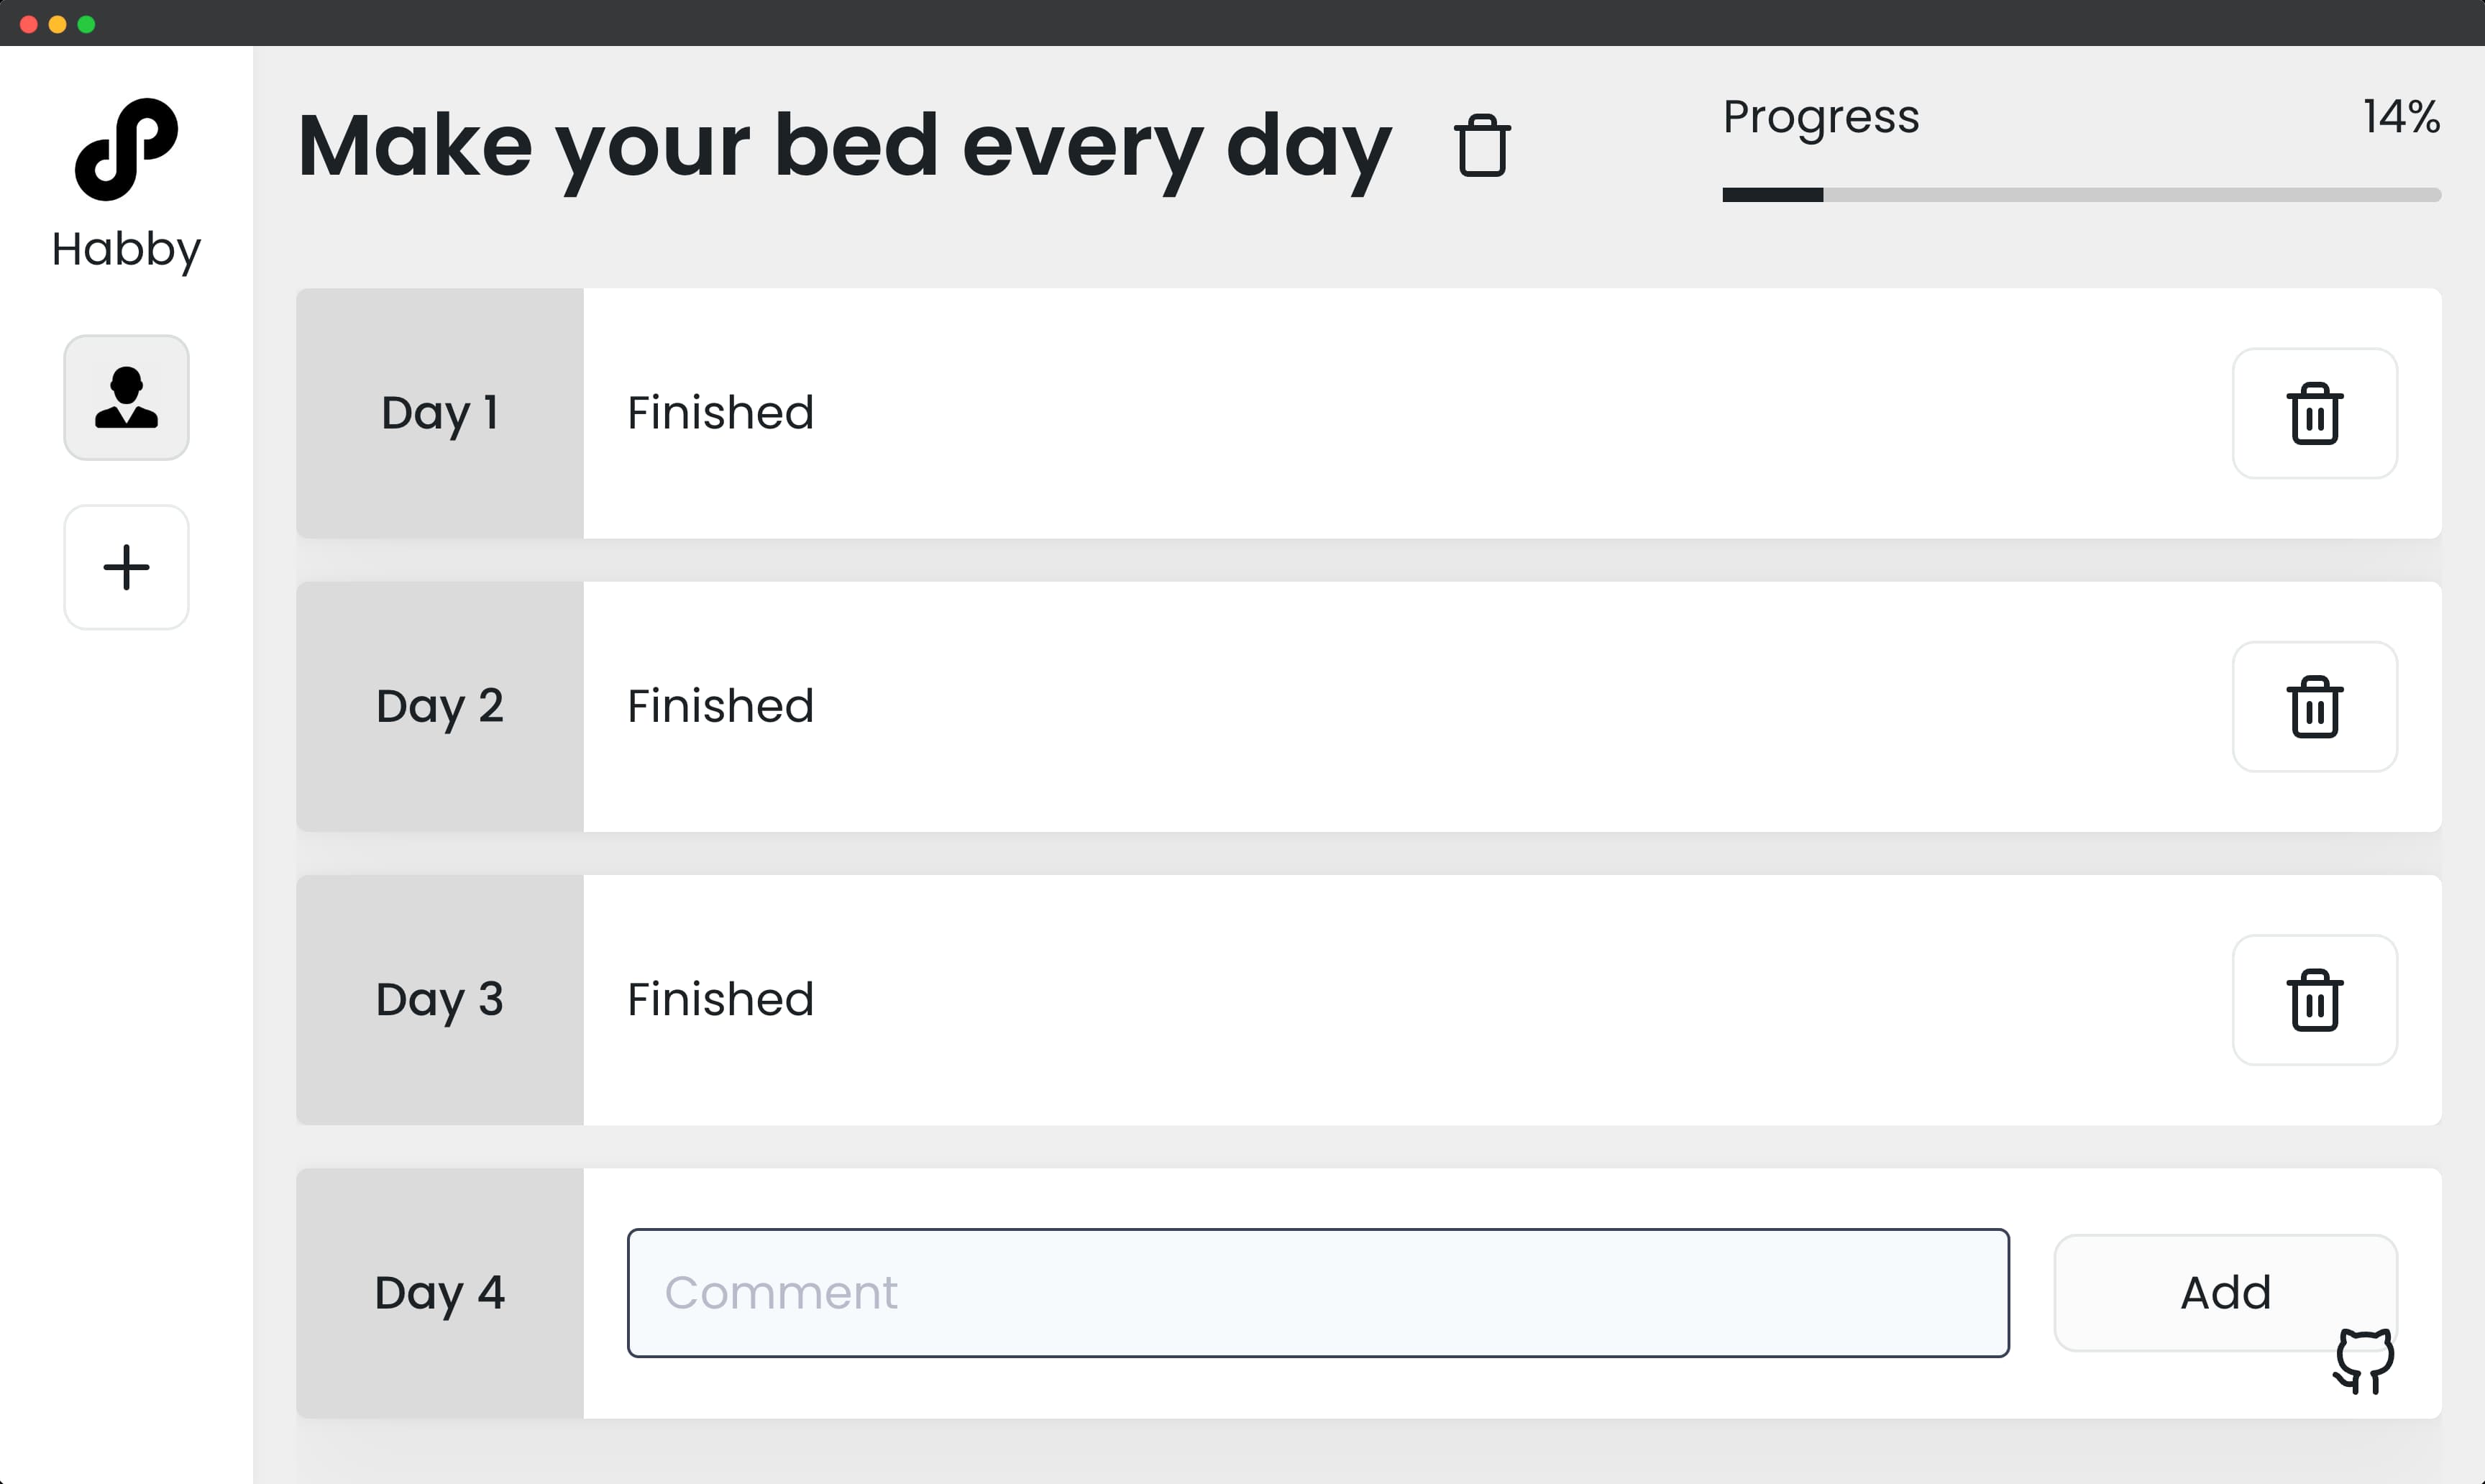 Habby
Make your bed every day
Progress
14%
Day 1
Finished
Day 2
Finished
Day 3
Finished
Day 4
Comment
Add